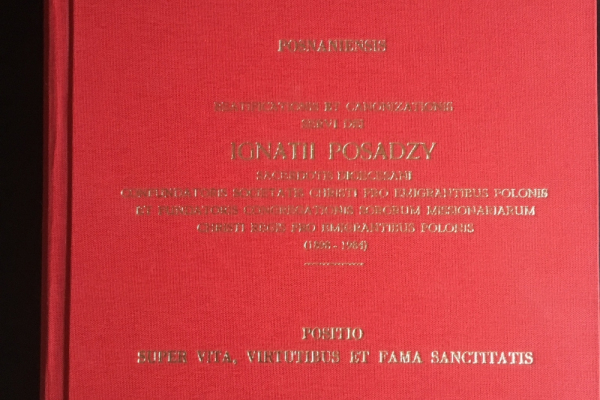 POSNANIENSIS
BEATIFICATIONIS ET CANONIZATIONIS
SERVI DEI
IGNATII POSADZY
SACERDOTIS DIOECESANI
CONFUNDATORIS SOCIETATIS CHRISTI PRO EMIGRANTIBUS POLONIS
ET FUNDATORIS CONGREGATIONIS SORORUM MISSIONARIARUM
CHRISTI REGIS PRO EMIGRANTIBUS POLONIS
(1898 - 1984)
POSITIO
SUPER VITA, VIRTUTIBUS ET FAMA SANCTITATIS